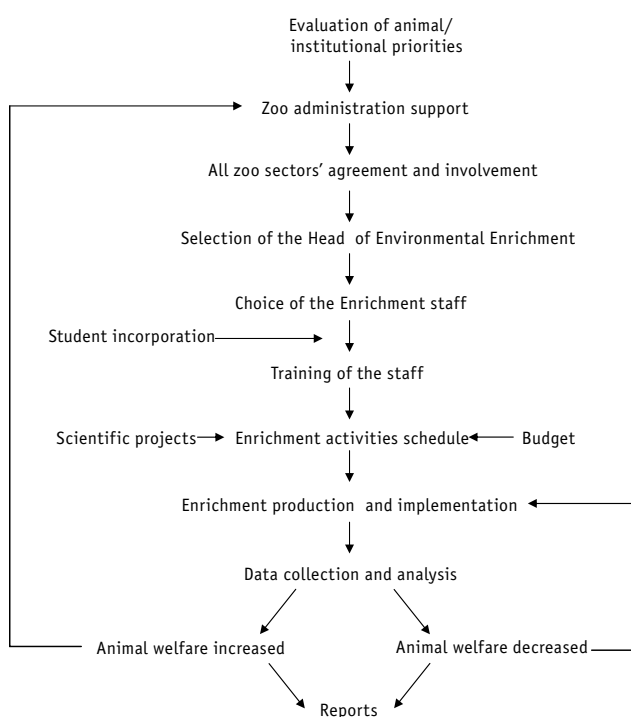 Evaluation of animal/
institutional priorities
Zoo administration support
All zoo sectors' agreement and involvement
Selection of the Head of Environmental Enrichment
Choice of the Enrichment staff
Student incorporation
Training of the staff
Scientific projects Enrichment activities schedule Budget
Enrichment production and implementation
Data collection and analysis
Animal welfare increased Animal welfare decreased
Reports